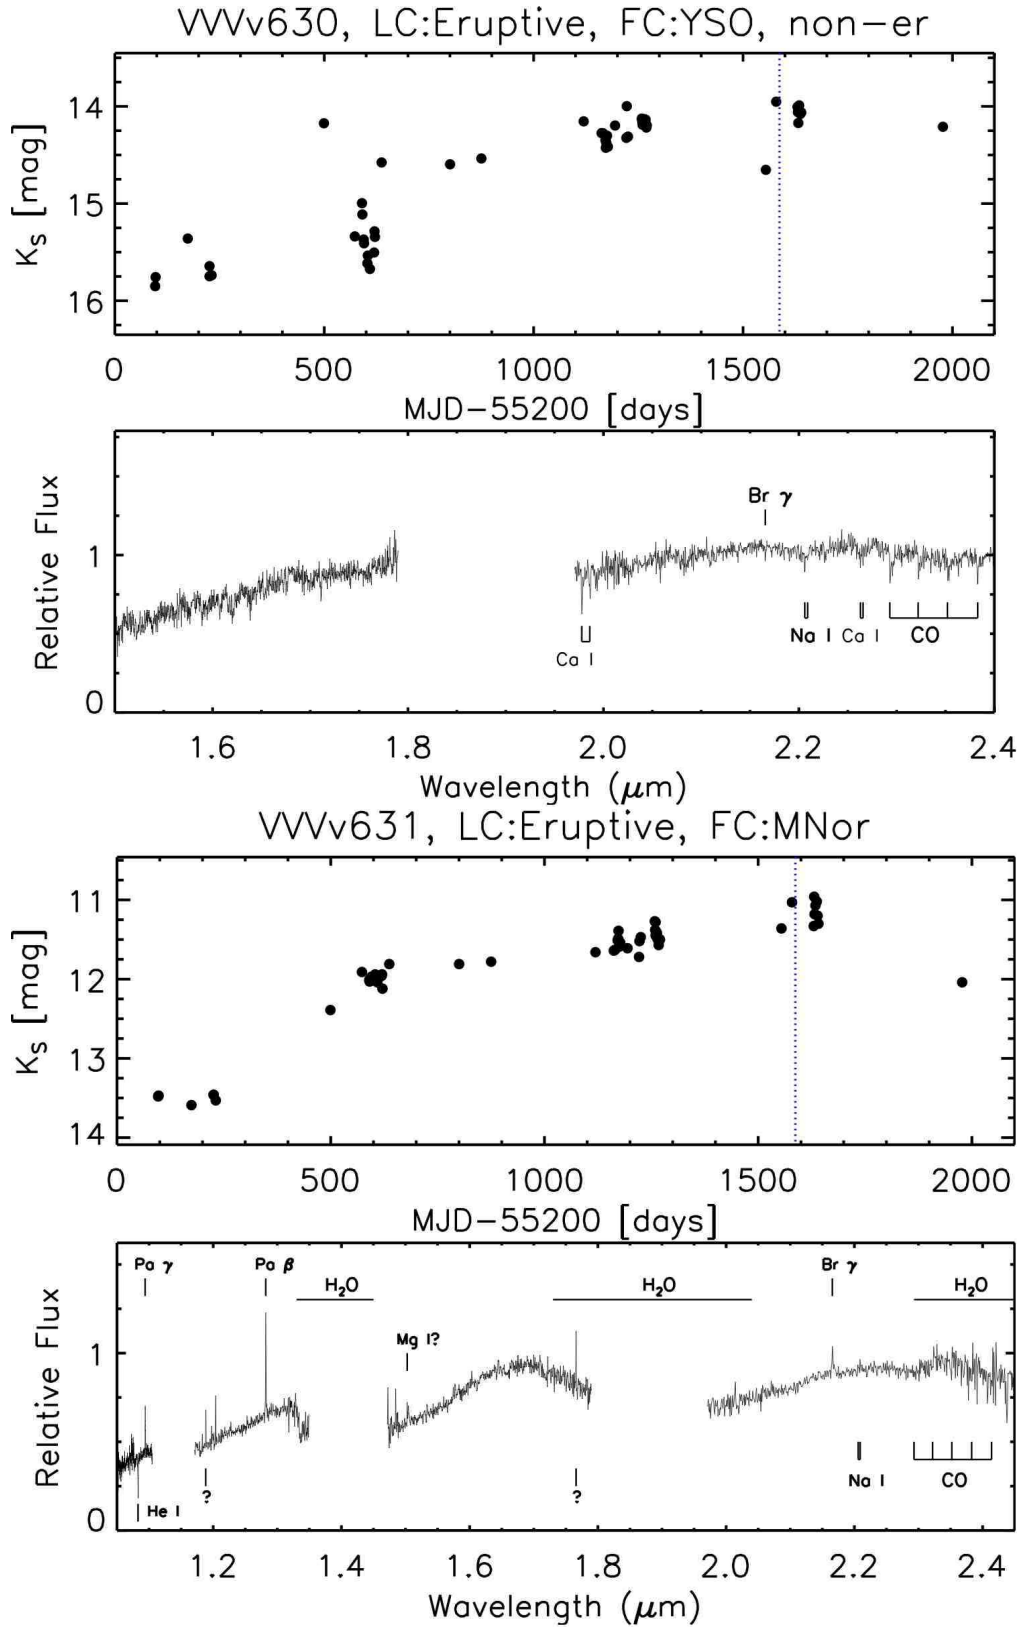 VVVv630, LC:Eruptive, FC:YSO, non-er
14
15
16
K_S [mag]
0 500 1000 1500 2000
MJD-55200 [days]
Relative Flux
1
0
Br γ
Ca I
Na I Ca I CO
1.6 1.8 2.0 2.2 2.4
Wavelength (μm)
VVVv631, LC:Eruptive, FC:MNor
11
12
13
14
K_S [mag]
0 500 1000 1500 2000
MJD-55200 [days]
Relative Flux
1
0
Pa γ Pa β Br γ
H₂O H₂O H₂O
Mg I?
Na I CO
He I ? ?
1.2 1.4 1.6 1.8 2.0 2.2 2.4
Wavelength (μm)